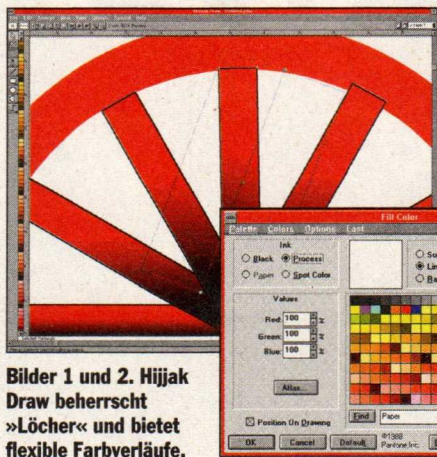 Fill Color
Palette Colors Options Last
Ink
Black Process
Paper Spot Color
Values
Red: 100 %
Green: 100 %
Blue: 100 %
Atlas...
Position On Drawing
Find Paper
OK Cancel Default ©1988
Pantone, Inc.
Bilder 1 und 2. Hijjak
Draw beherrscht
»Löcher« und bietet
flexible Farbverläufe.